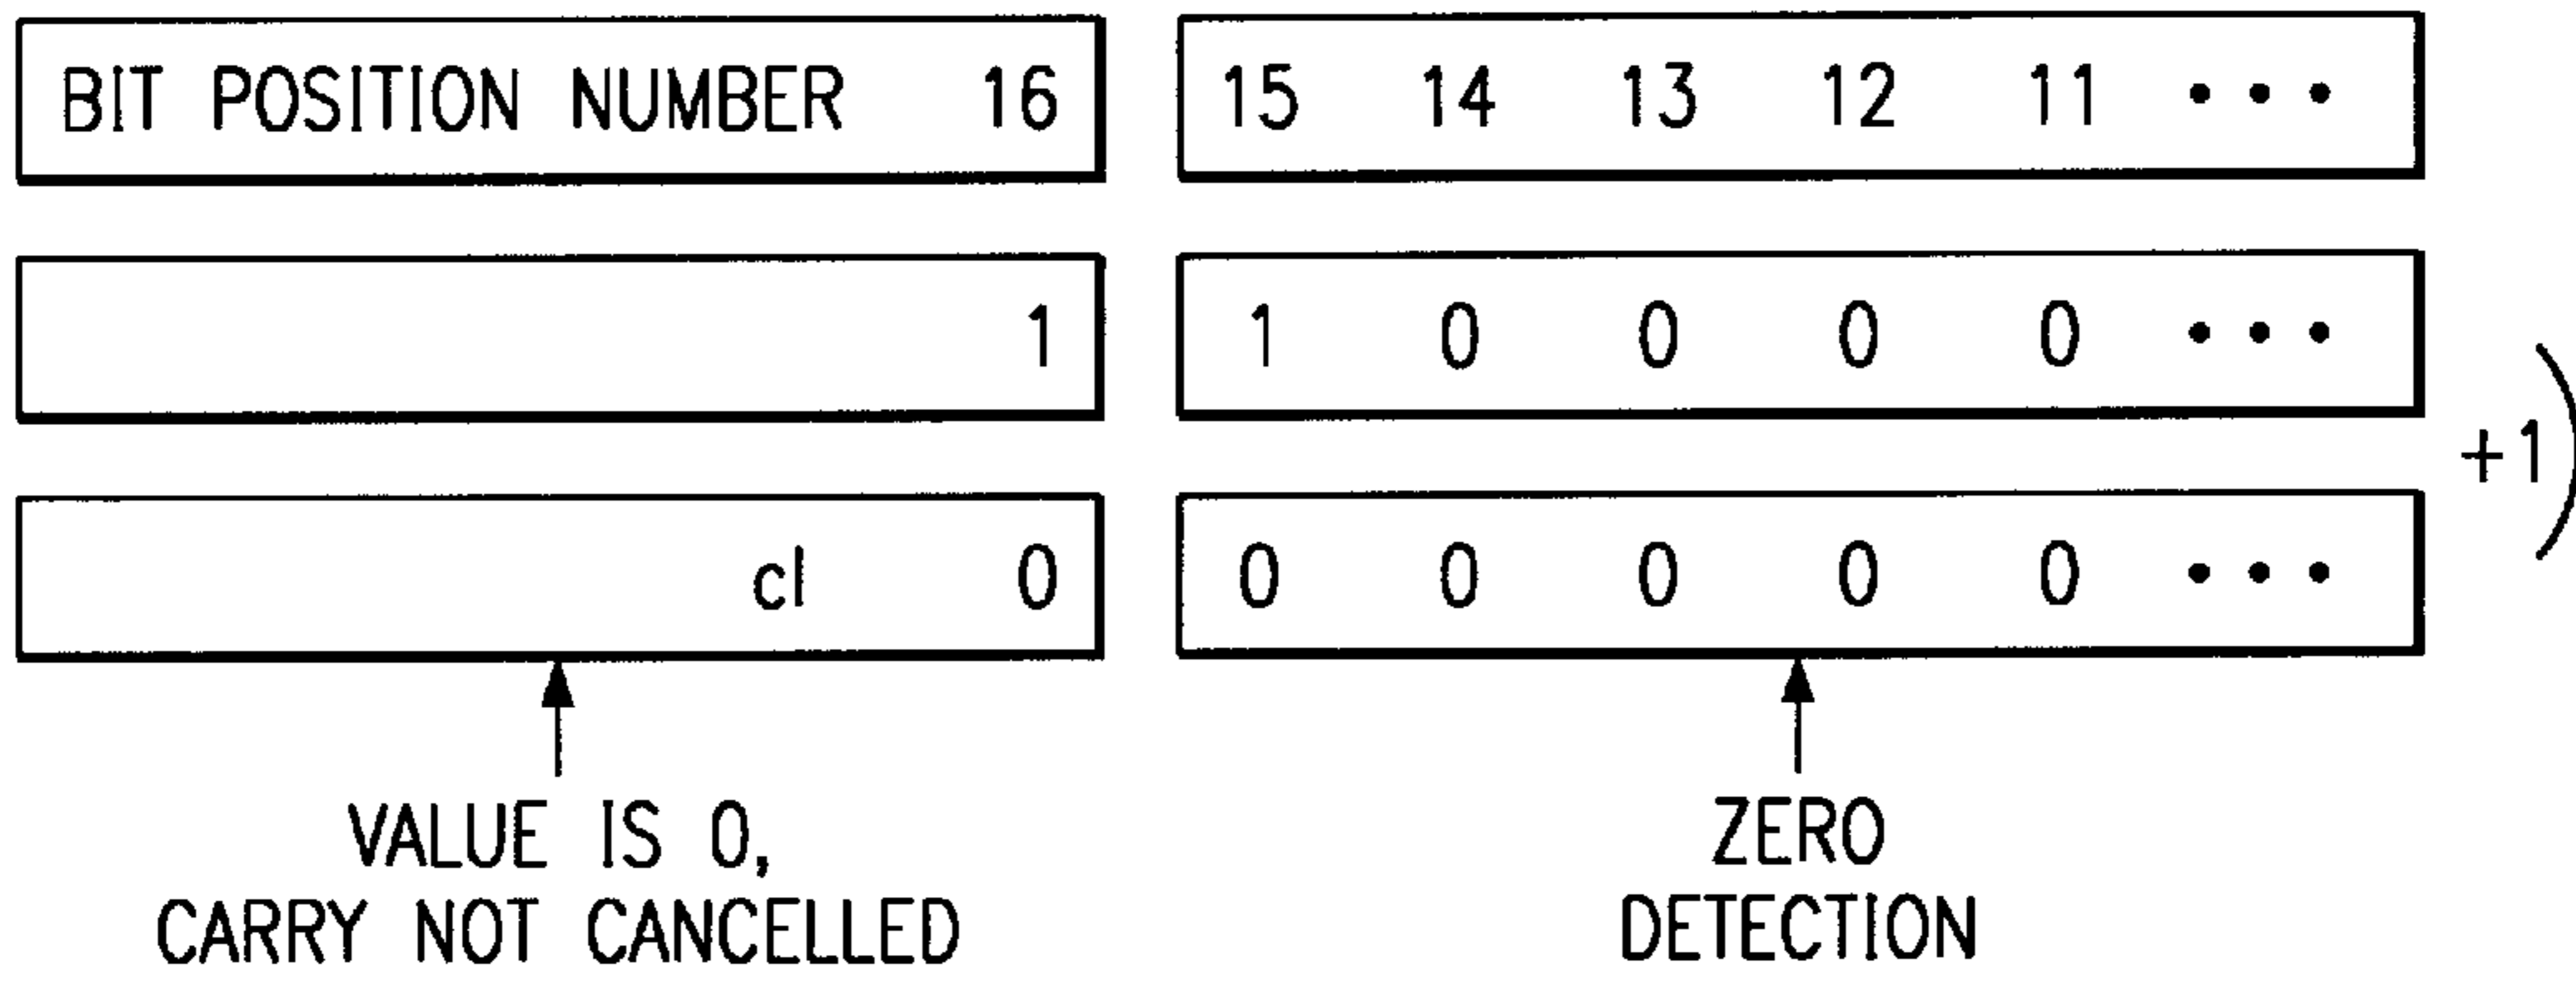 BIT POSITION NUMBER 16 15 14 13 12 11 •••
1 1 0 0 0 0 •••
+1
cl 0 0 0 0 0 0 •••
VALUE IS 0,
CARRY NOT CANCELLED
ZERO
DETECTION